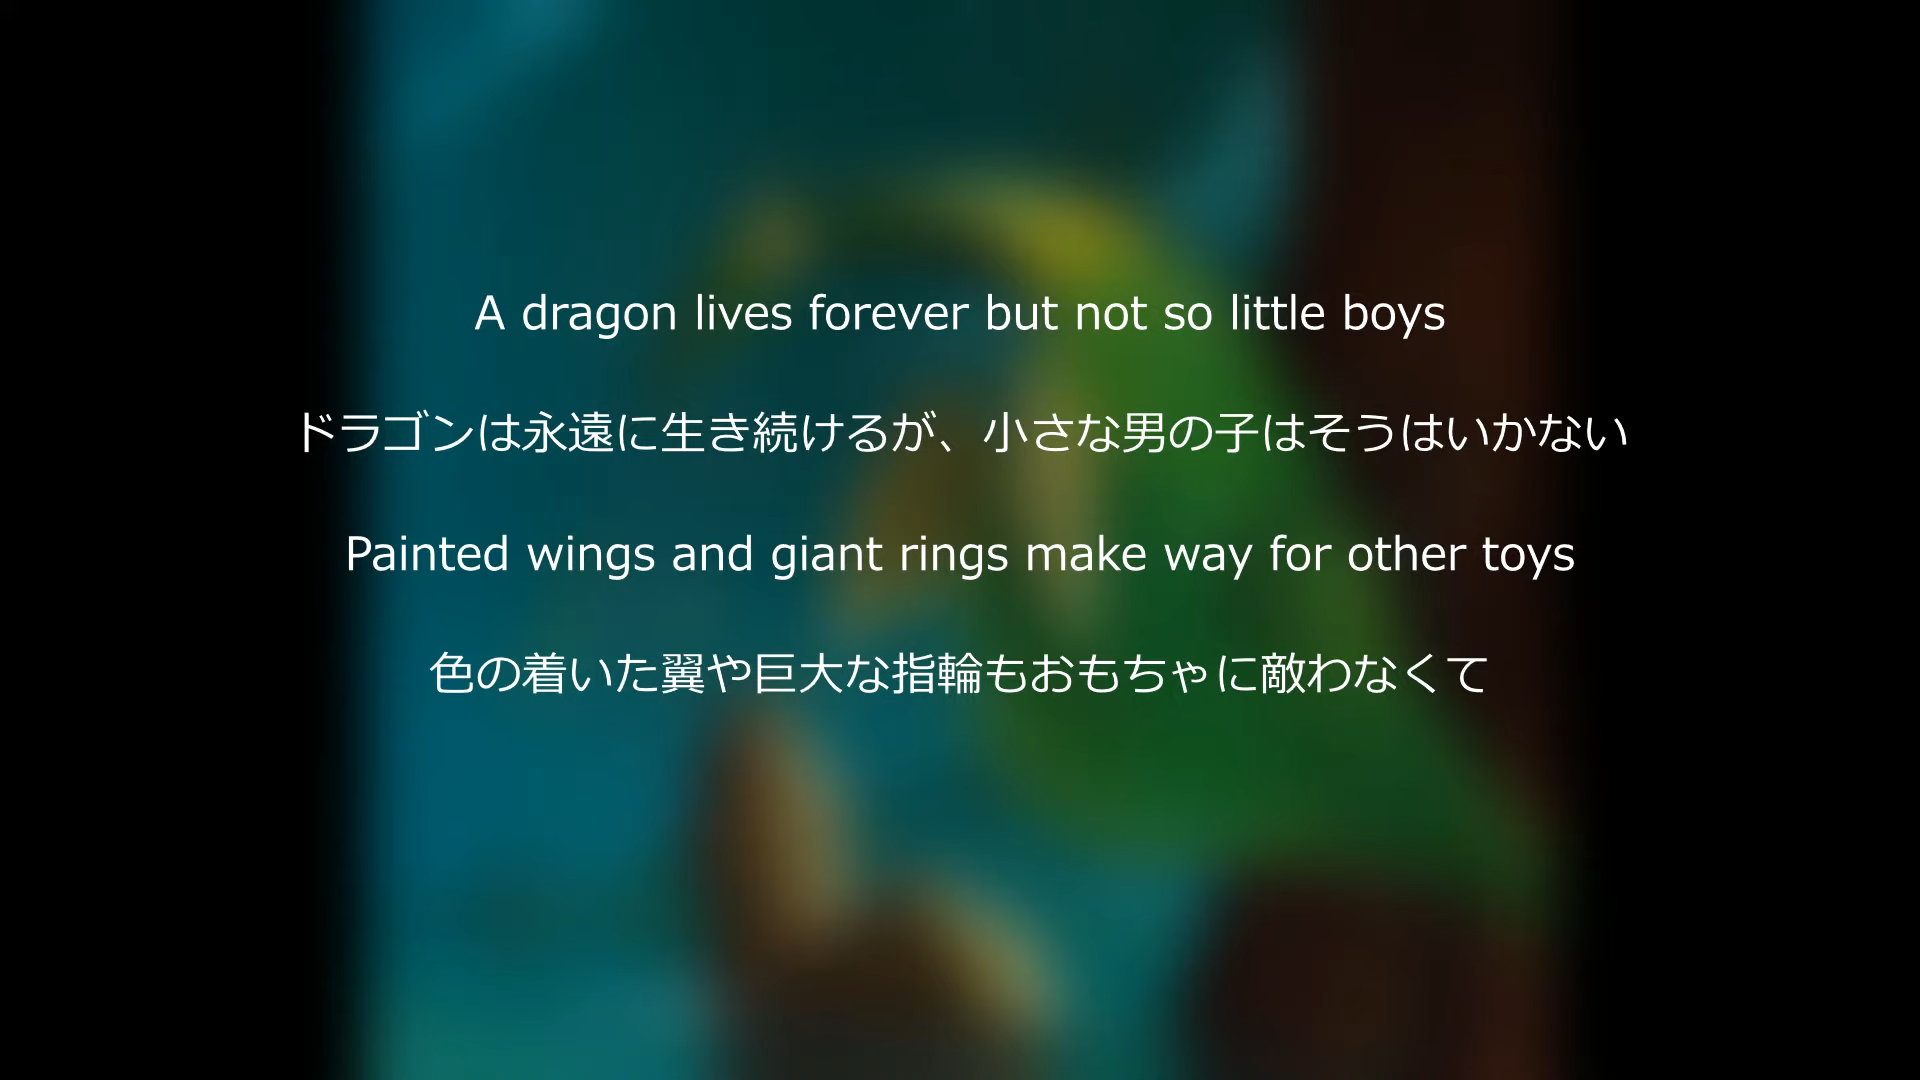 A dragon lives forever but not so little boys
ドラゴンは永遠に生き続けるが、小さな男の子はそうはいかない
Painted wings and giant rings make way for other toys
色の着いた翼や巨大な指輪もおもちゃに敵わなくて